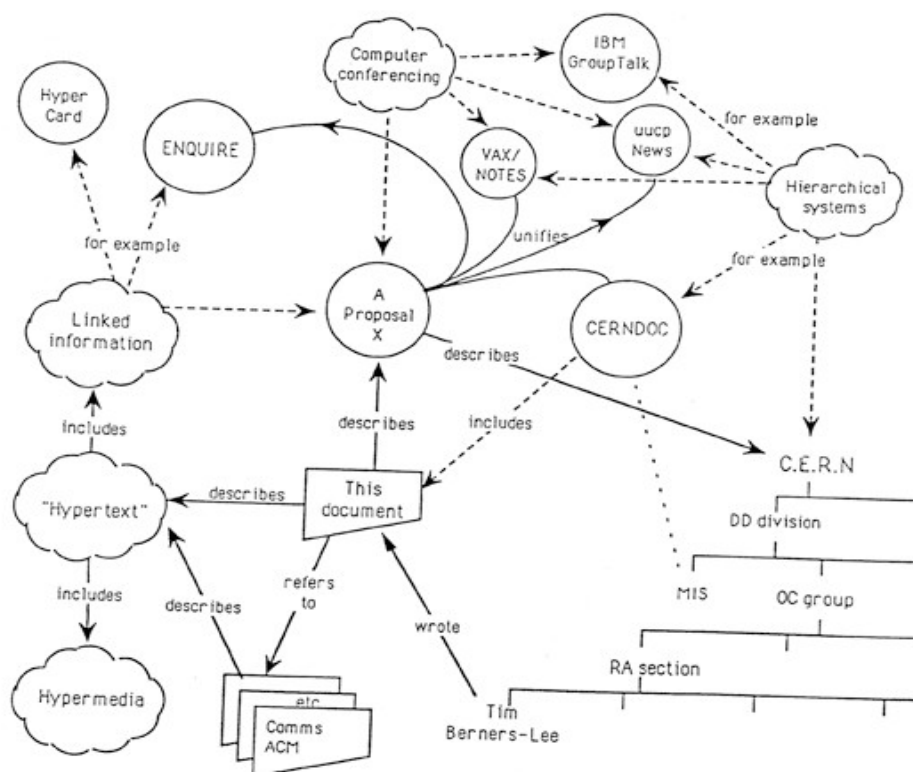 IBM
GroupTalk
Computer
conferencing
Hyper
Card
for example
uucp
News
ENQUIRE
VAX/
NOTES
Hierarchical
systems
unifies
for example
for example
A
Proposal
X
Linked
information
CERNDOC
describes
includes
describes
includes
C.E.R.N
This
document
describes
"Hypertext"
DD division
refers
to
MIS
OC group
includes
describes
wrote
RA section
Hypermedia
etc
Tim
Berners-Lee
Comms
ACM